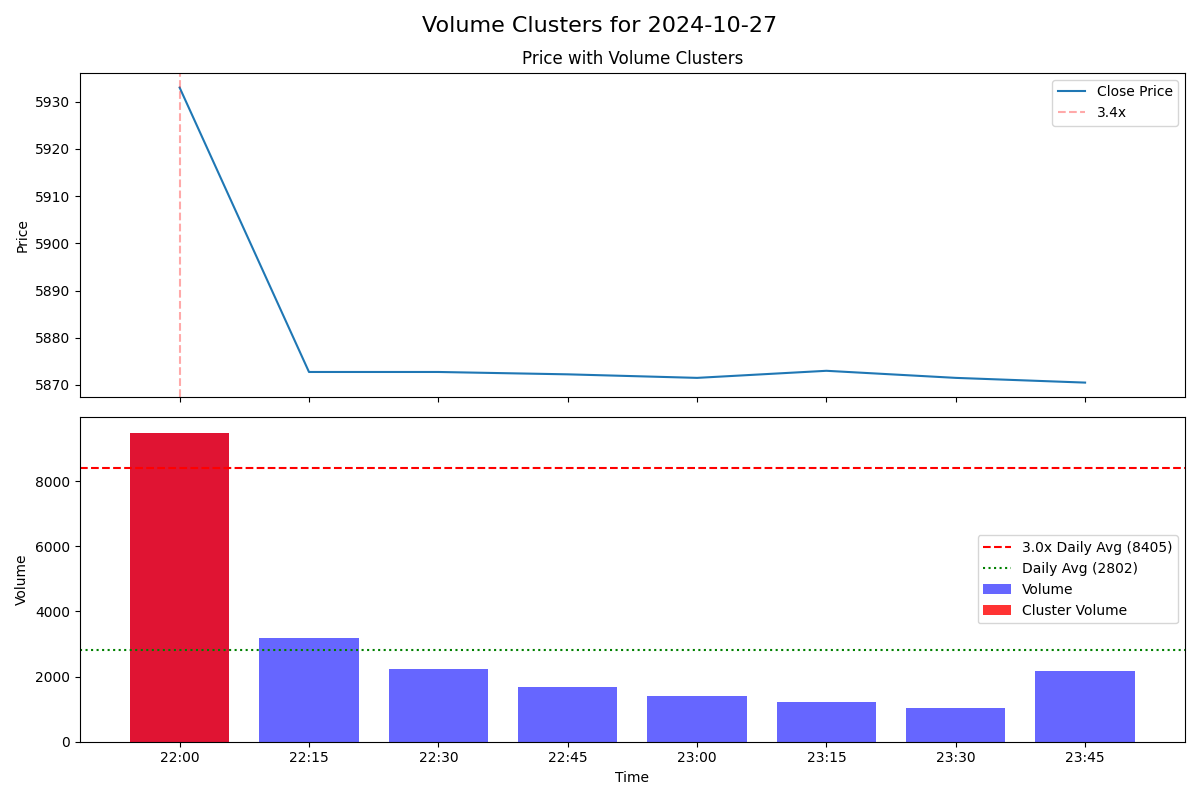 Volume Clusters for 2024-10-27
Price with Volume Clusters
Price
5930
5920
5910
5900
5890
5880
5870
Close Price
3.4x
Volume
8000
6000
4000
2000
0
3.0x Daily Avg (8405)
Daily Avg (2802)
Volume
Cluster Volume
22:00 22:15 22:30 22:45 23:00 23:15 23:30 23:45
Time